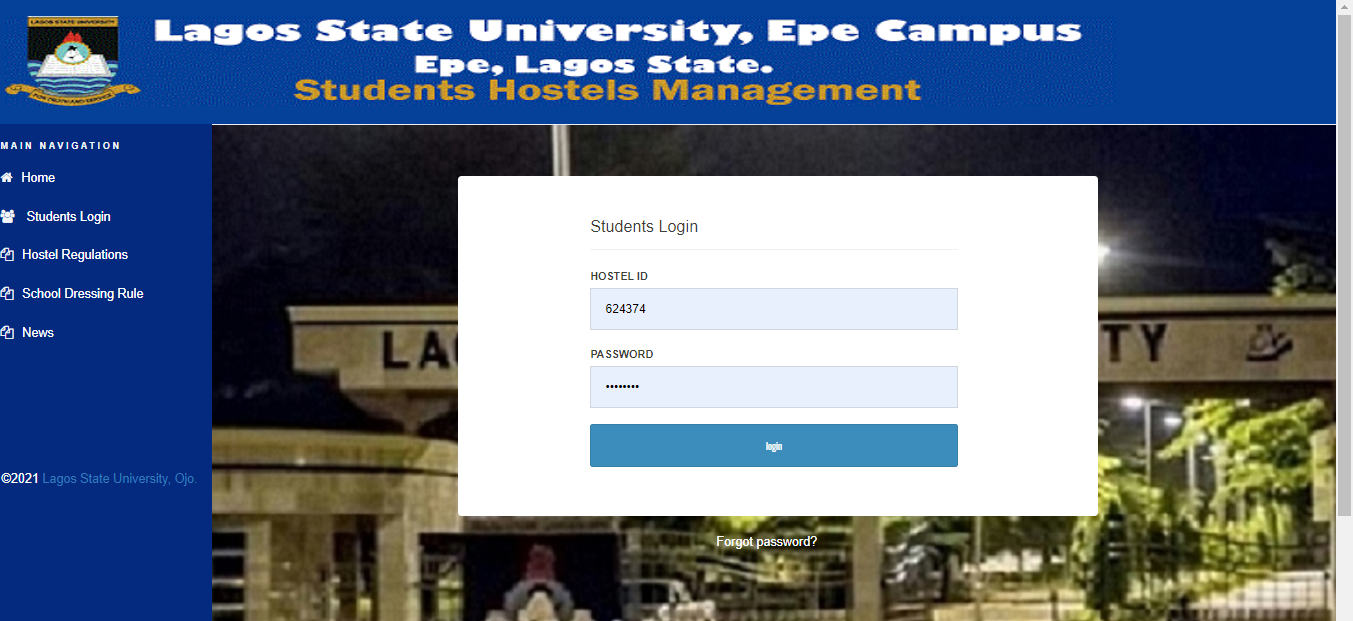 LAGOS STATE UNIVERSITY
FOR TRUTH AND SERVICE
Lagos State University, Epe Campus
Epe, Lagos State.
Students Hostels Management
MAIN NAVIGATION
Home
Students Login
Hostel Regulations
School Dressing Rule
News
©2021 Lagos State University, Ojo.
Students Login
HOSTEL ID
624374
PASSWORD
••••••••
login
Forgot password?
LAG
TY